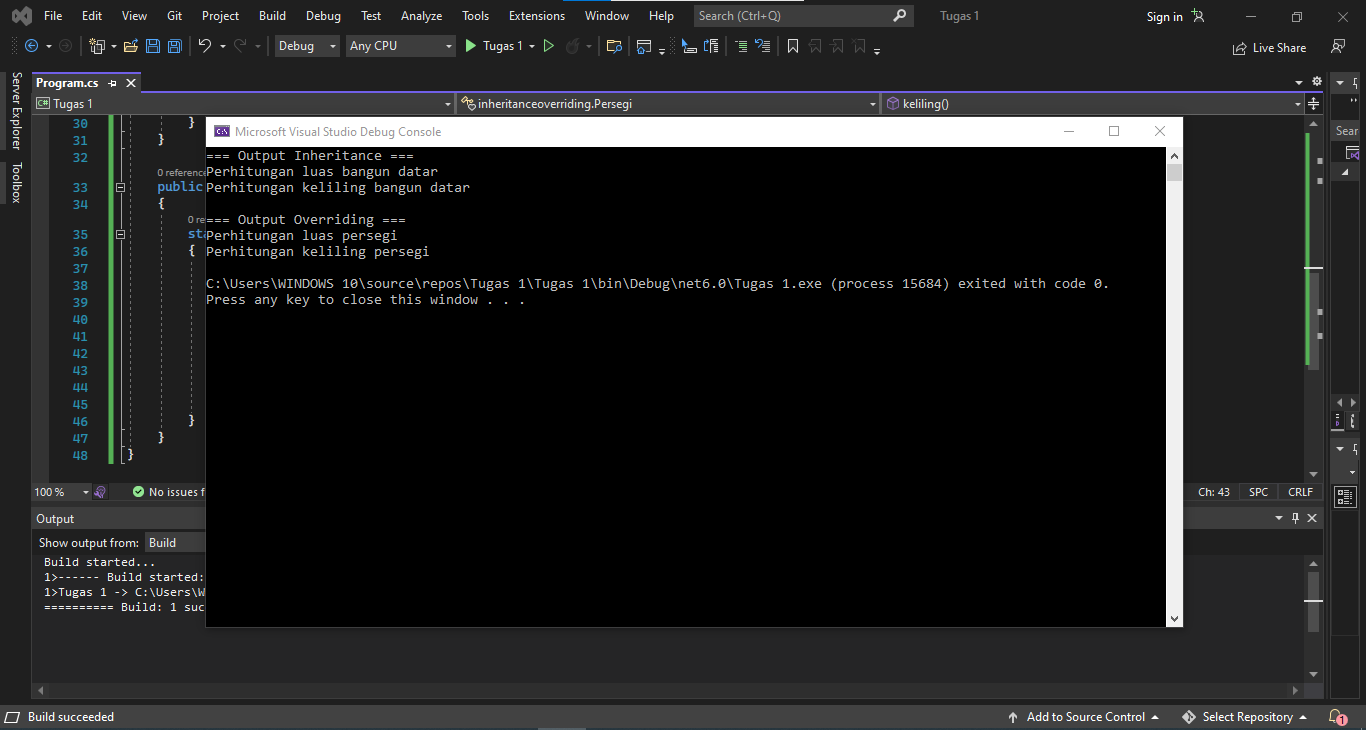 File Edit View Git Project Build Debug Test Analyze Tools Extensions Window Help Search (Ctrl+Q) Tugas 1 Sign in
Debug Any CPU Tugas 1 Live Share
Server Explorer
Toolbox
Program.cs
C# Tugas 1 inheritanceoverriding.Persegi keliling()
Sear
30 }
31 }
32
0 reference
33 public
34 {
0 re
35 sta
36 {
37
38
39
40
41
42
43
44
45
46 }
47 }
48 }
Microsoft Visual Studio Debug Console
=== Output Inheritance ===
Perhitungan luas bangun datar
Perhitungan keliling bangun datar
=== Output Overriding ===
Perhitungan luas persegi
Perhitungan keliling persegi
C:\Users\WINDOWS 10\source\repos\Tugas 1\Tugas 1\bin\Debug\net6.0\Tugas 1.exe (process 15684) exited with code 0.
Press any key to close this window . . .
100 % No issues f Ch: 43 SPC CRLF
Output
Show output from: Build
Build started...
1>------ Build started:
1>Tugas 1 -> C:\Users\W
========== Build: 1 suc
Build succeeded Add to Source Control Select Repository 1